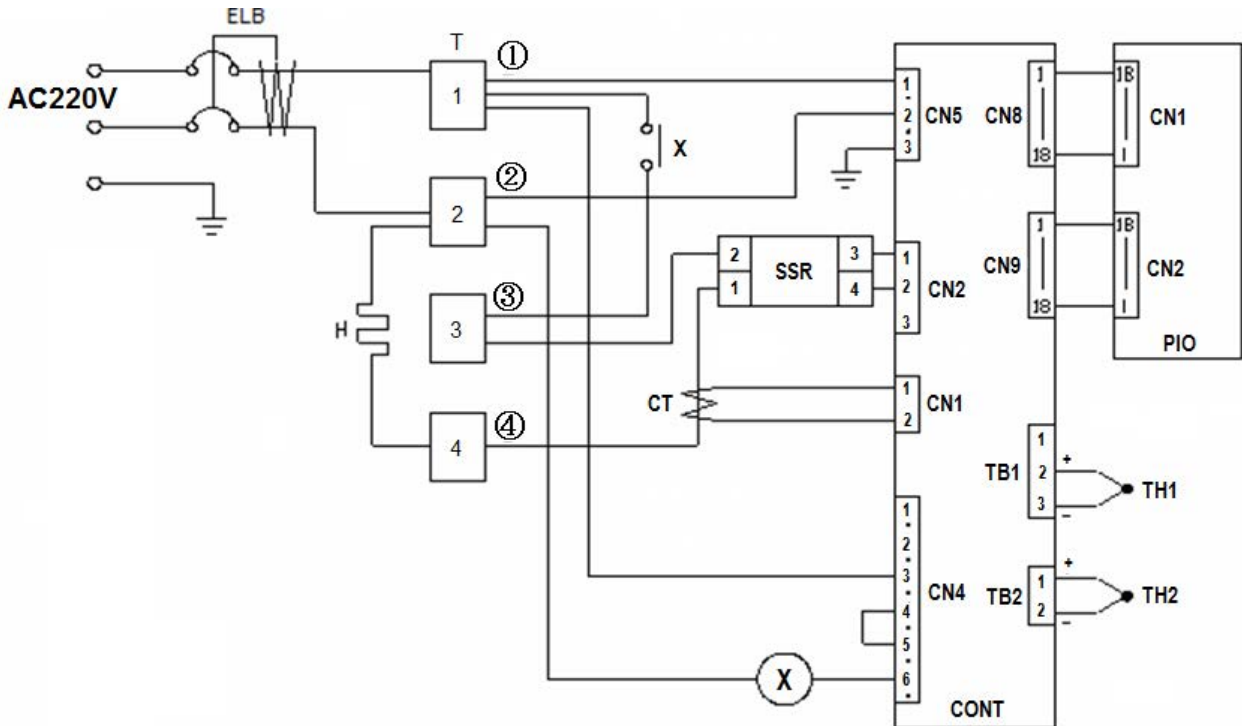 ELB
T
AC220V
1
①
2
②
3
③
4
④
H
X
CT
2
1
SSR
3
4
1
2
3
CN5
1
2
3
CN2
1
2
CN1
1
2
3
4
5
6
CN4
X
CONT
1
18
CN8
1
18
CN9
18
1
CN1
18
1
CN2
PIO
1
2
3
TB1
+
−
TH1
1
2
TB2
+
−
TH2